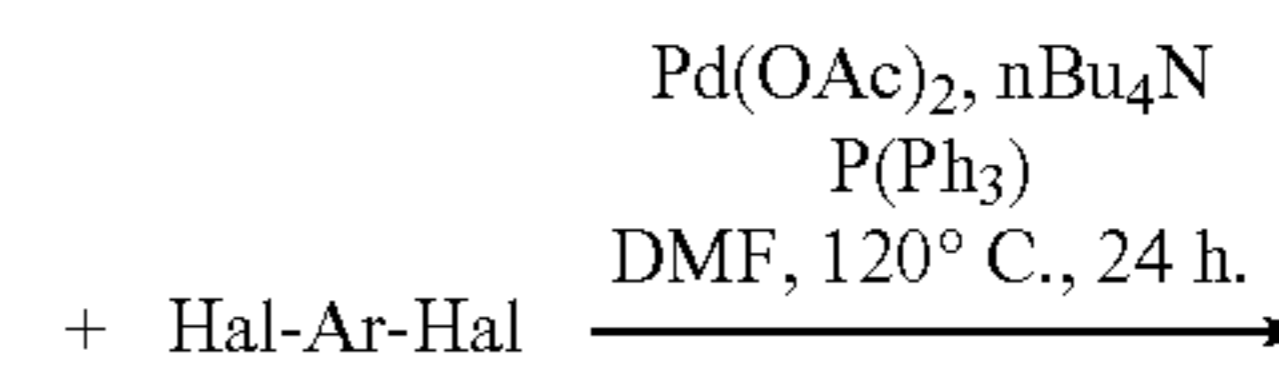 Pd(OAc)₂, nBu₄N
P(Ph₃)
DMF, 120° C., 24 h.
+ Hal-Ar-Hal